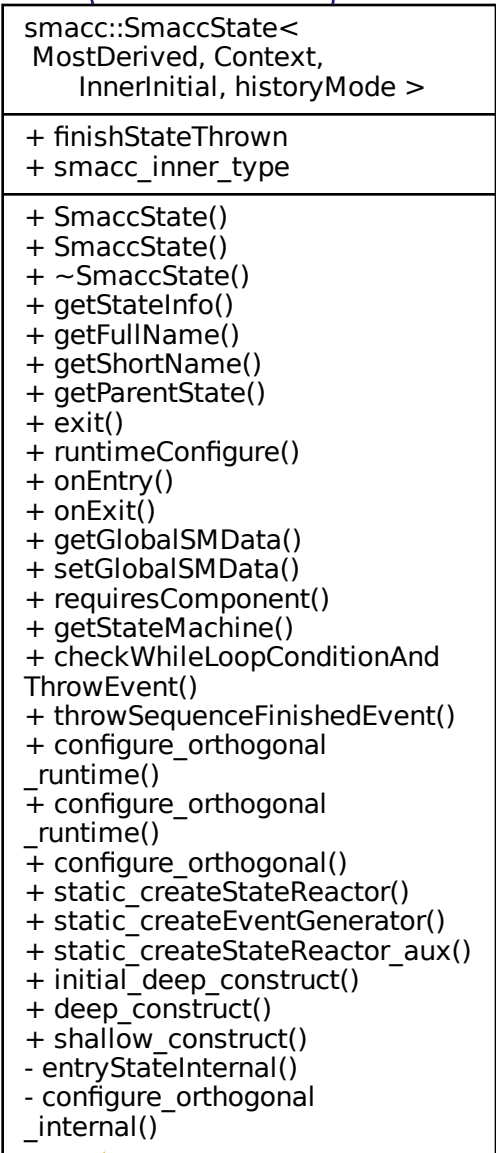 smacc::SmaccState<
MostDerived, Context,
InnerInitial, historyMode >
+ finishStateThrown
+ smacc_inner_type
+ SmaccState()
+ SmaccState()
+ ~SmaccState()
+ getStateInfo()
+ getFullName()
+ getShortName()
+ getParentState()
+ exit()
+ runtimeConfigure()
+ onEntry()
+ onExit()
+ getGlobalSMData()
+ setGlobalSMData()
+ requiresComponent()
+ getStateMachine()
+ checkWhileLoopConditionAnd
ThrowEvent()
+ throwSequenceFinishedEvent()
+ configure_orthogonal
_runtime()
+ configure_orthogonal
_runtime()
+ configure_orthogonal()
+ static_createStateReactor()
+ static_createEventGenerator()
+ static_createStateReactor_aux()
+ initial_deep_construct()
+ deep_construct()
+ shallow_construct()
- entryStateInternal()
- configure_orthogonal
_internal()